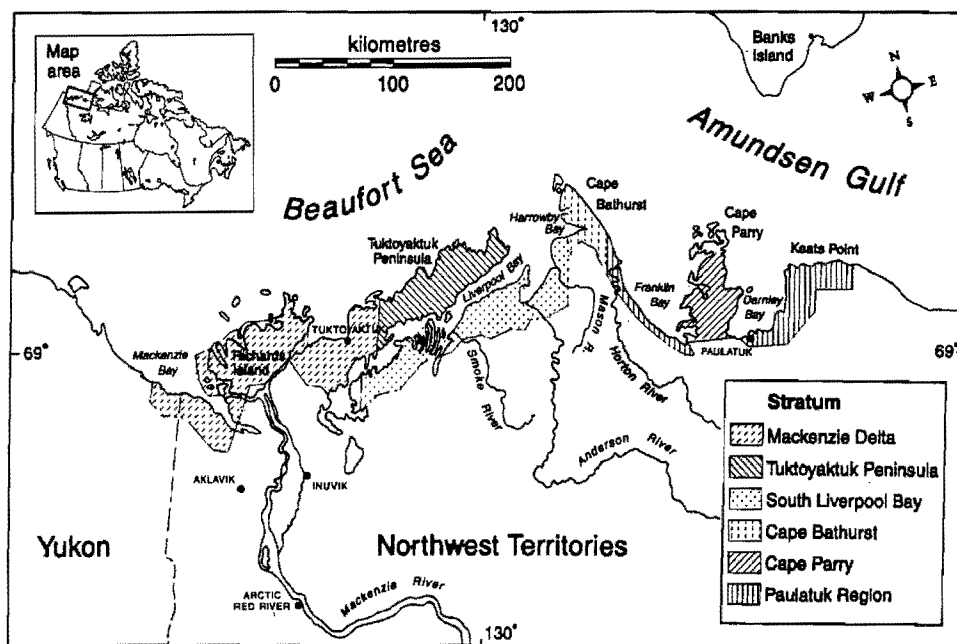 130°
Map
area
kilometres
0 100 200
Banks
Island
N
W E
S
Beaufort Sea
Amundsen Gulf
Cape
Bathurst
Harrowby
Bay
Cape
Parry
Tuktoyaktuk
Peninsula
Liverpool Bay
Keats Point
Franklin
Bay
Darnley
Bay
Mason R.
TUKTOYAKTUK
69°
Mackenzie
Bay
Richards
Island
PAULATUK
69°
Smoke River
Horton River
Anderson River
AKLAVIK
INUVIK
Yukon
Northwest Territories
ARCTIC
RED RIVER
Mackenzie River
130°
Stratum
Mackenzie Delta
Tuktoyaktuk Peninsula
South Liverpool Bay
Cape Bathurst
Cape Parry
Paulatuk Region